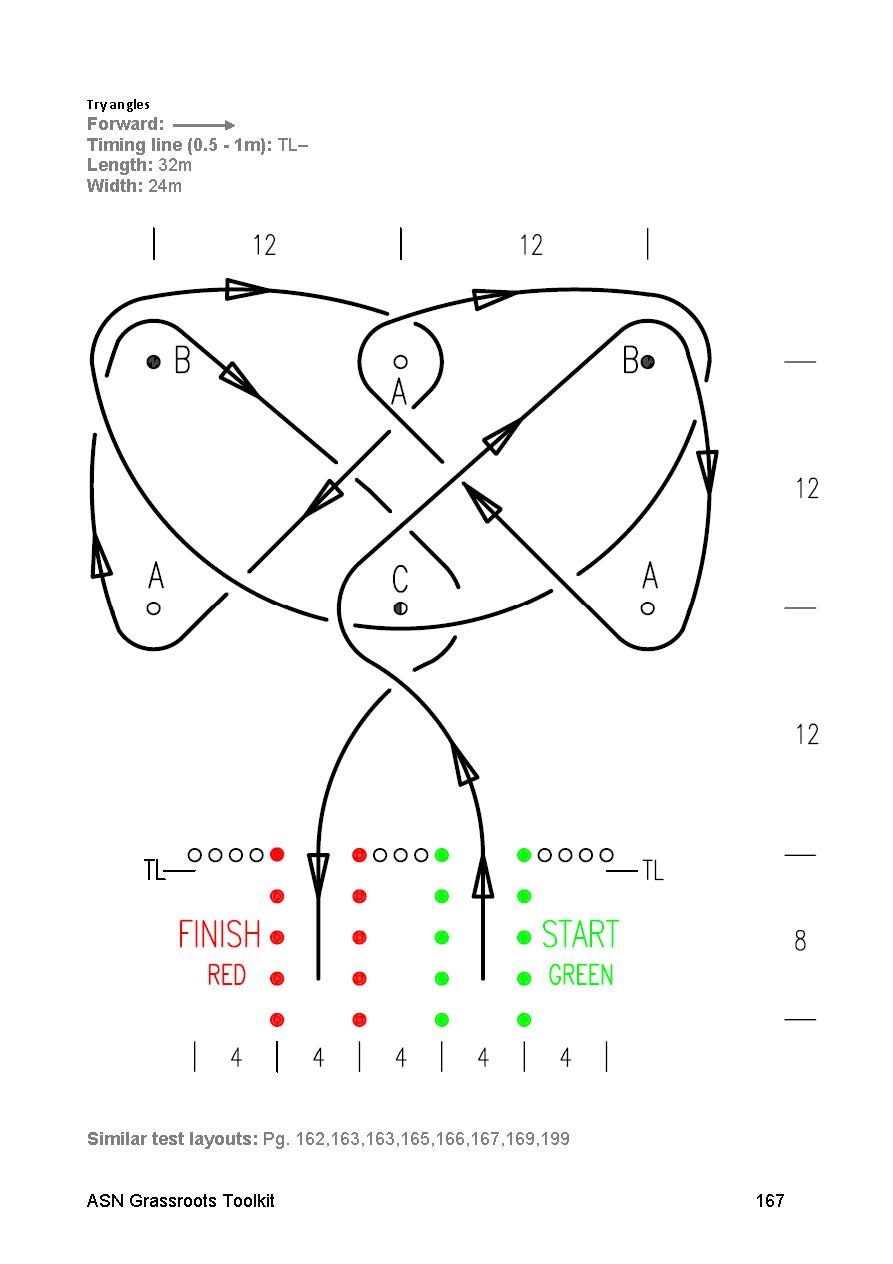 Try angles
Forward:
Timing line (0.5 - 1m): TL–
Length: 32m
Width: 24m
12 12
B B
A
12
A C A
12
TL TL
FINISH START
8
RED GREEN
4 4 4 4 4
Similar test layouts: Pg. 162,163,163,165,166,167,169,199
ASN Grassroots Toolkit 167